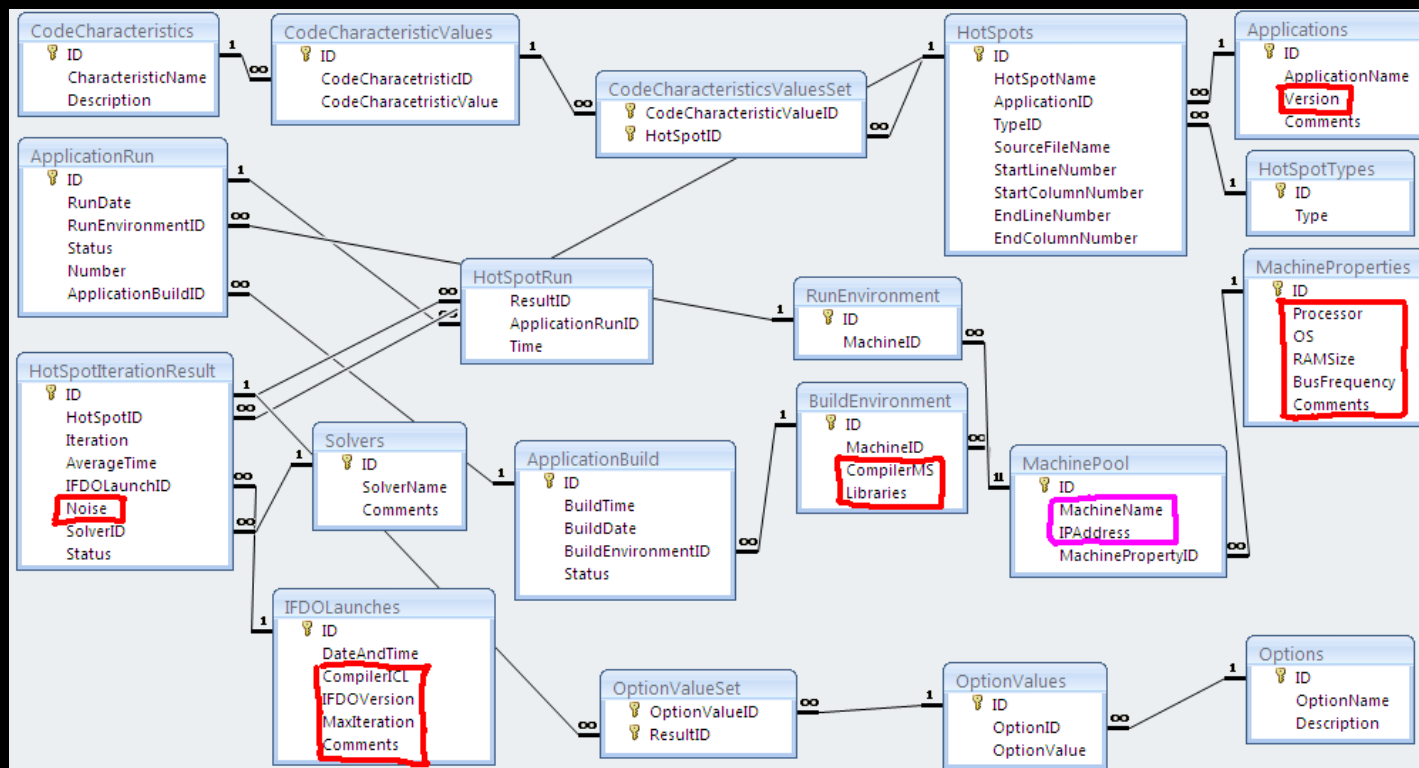 CodeCharacteristics
ID
CharacteristicName
Description
CodeCharacteristicValues
ID
CodeCharacetristicID
CodeCharacetristicValue
CodeCharacteristicsValuesSet
CodeCharacteristicValueID
HotSpotID
HotSpots
ID
HotSpotName
ApplicationID
TypeID
SourceFileName
StartLineNumber
StartColumnNumber
EndLineNumber
EndColumnNumber
Applications
ID
ApplicationName
Version
Comments
HotSpotTypes
ID
Type
ApplicationRun
ID
RunDate
RunEnvironmentID
Status
Number
ApplicationBuildID
HotSpotRun
ResultID
ApplicationRunID
Time
RunEnvironment
ID
MachineID
MachineProperties
ID
Processor
OS
RAMSize
BusFrequency
Comments
HotSpotIterationResult
ID
HotSpotID
Iteration
AverageTime
IFDOLaunchID
Noise
SolverID
Status
Solvers
ID
SolverName
Comments
ApplicationBuild
ID
BuildTime
BuildDate
BuildEnvironmentID
Status
BuildEnvironment
ID
MachineID
CompilerMS
Libraries
MachinePool
ID
MachineName
IPAddress
MachinePropertyID
IFDOLaunches
ID
DateAndTime
CompilerICL
IFDOVersion
MaxIteration
Comments
OptionValueSet
OptionValueID
ResultID
OptionValues
ID
OptionID
OptionValue
Options
ID
OptionName
Description